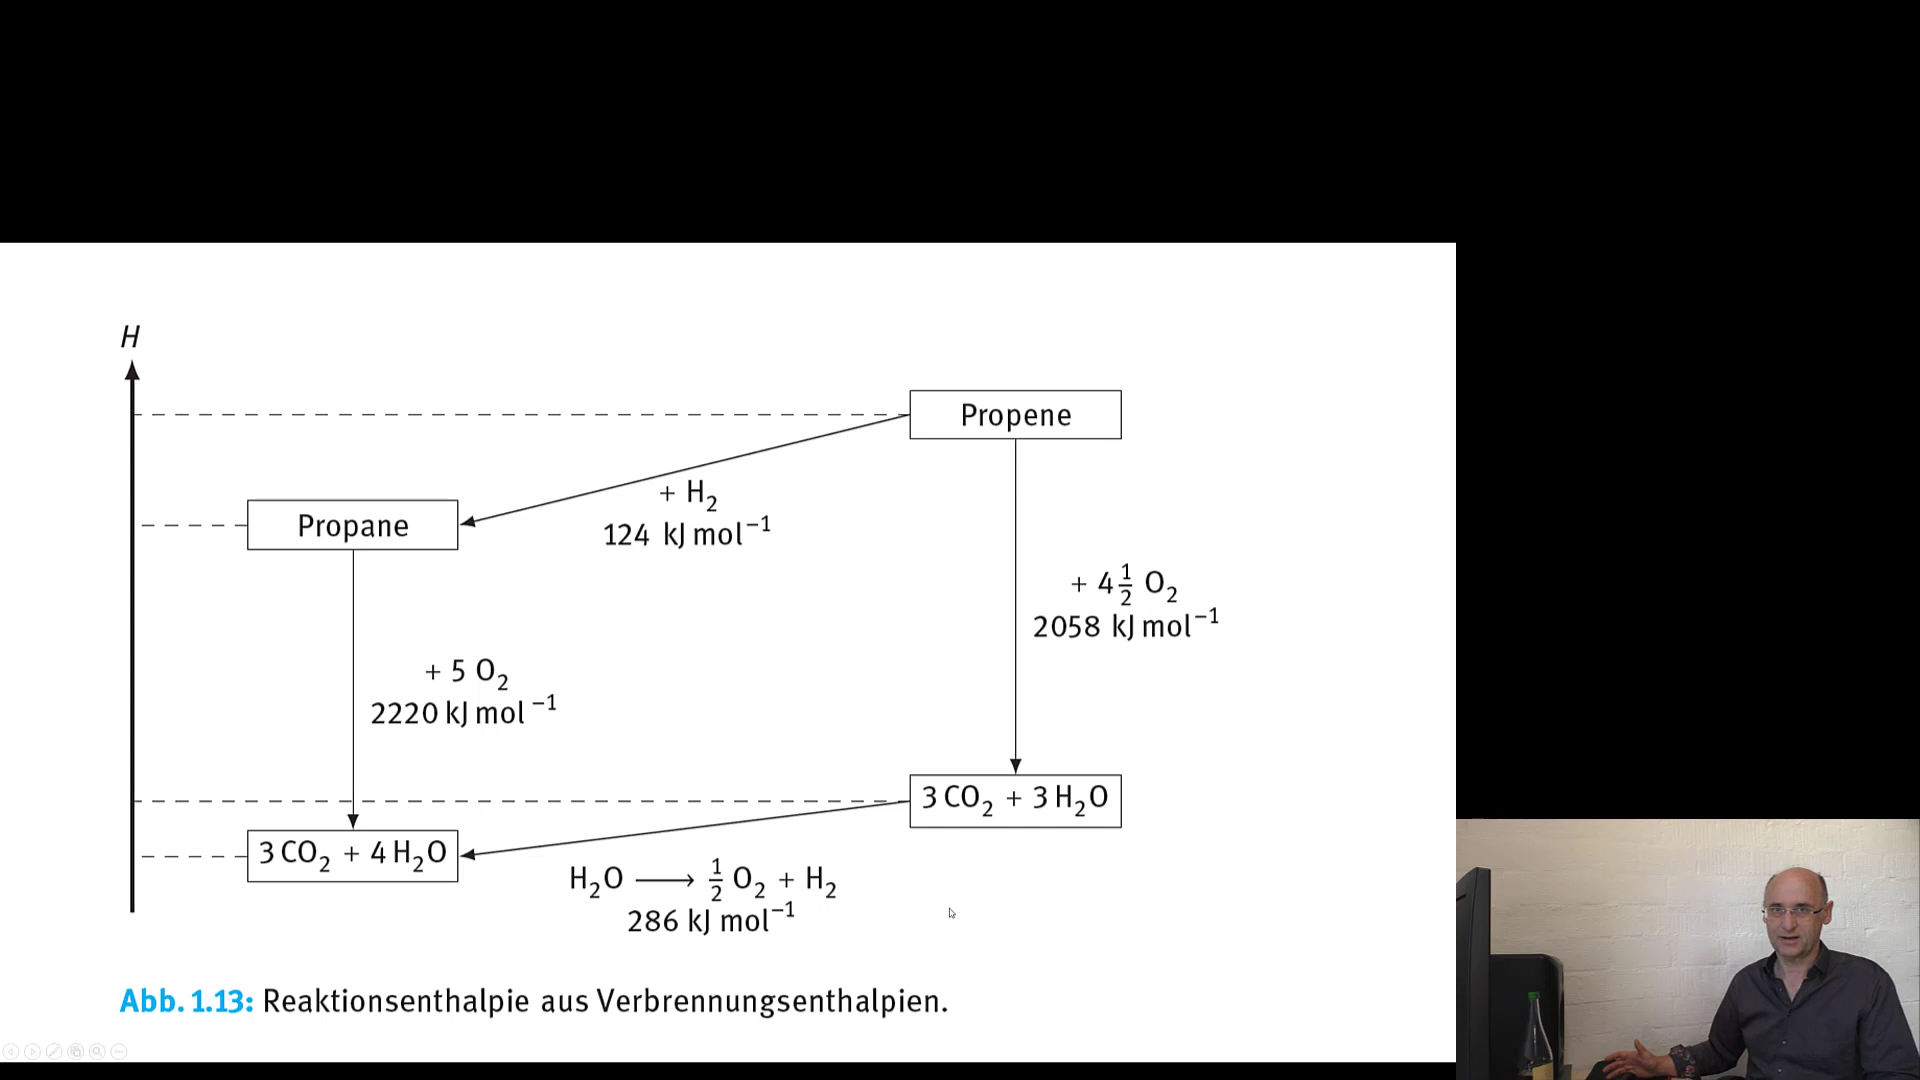 H
Propene
+ H₂
124 kJ mol⁻¹
Propane
+ 4½ O₂
2058 kJ mol⁻¹
+ 5 O₂
2220 kJ mol⁻¹
3 CO₂ + 3 H₂O
3 CO₂ + 4 H₂O
H₂O ⟶ ½ O₂ + H₂
286 kJ mol⁻¹
Abb. 1.13: Reaktionsenthalpie aus Verbrennungsenthalpien.